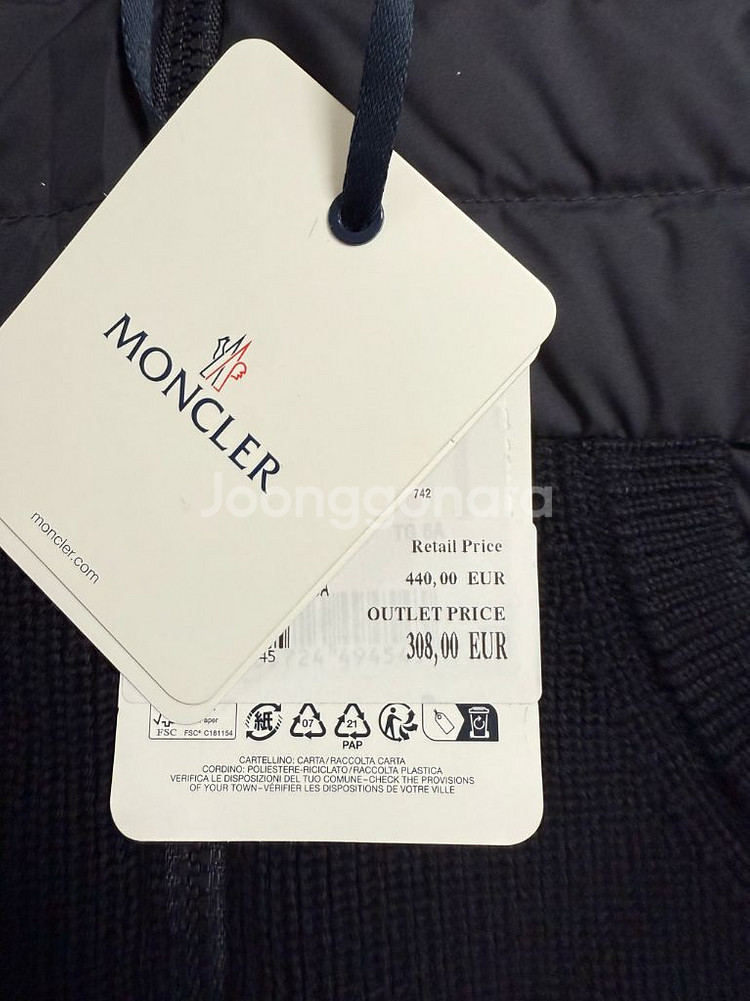 MONCLER
moncler.com
Joonggonara
742
Retail Price
440,00 EUR
OUTLET PRICE
308,00 EUR
45
FSC
FSC® C181154
紙
07
21
PAP
CARTELLINO: CARTA/RACCOLTA CARTA
CORDINO: POLIESTERE-RICICLATO/RACCOLTA PLASTICA
VERIFICA LE DISPOSIZIONI DEL TUO COMUNE–CHECK THE PROVISIONS
OF YOUR TOWN–VÉRIFIER LES DISPOSITIONS DE VOTRE VILLE